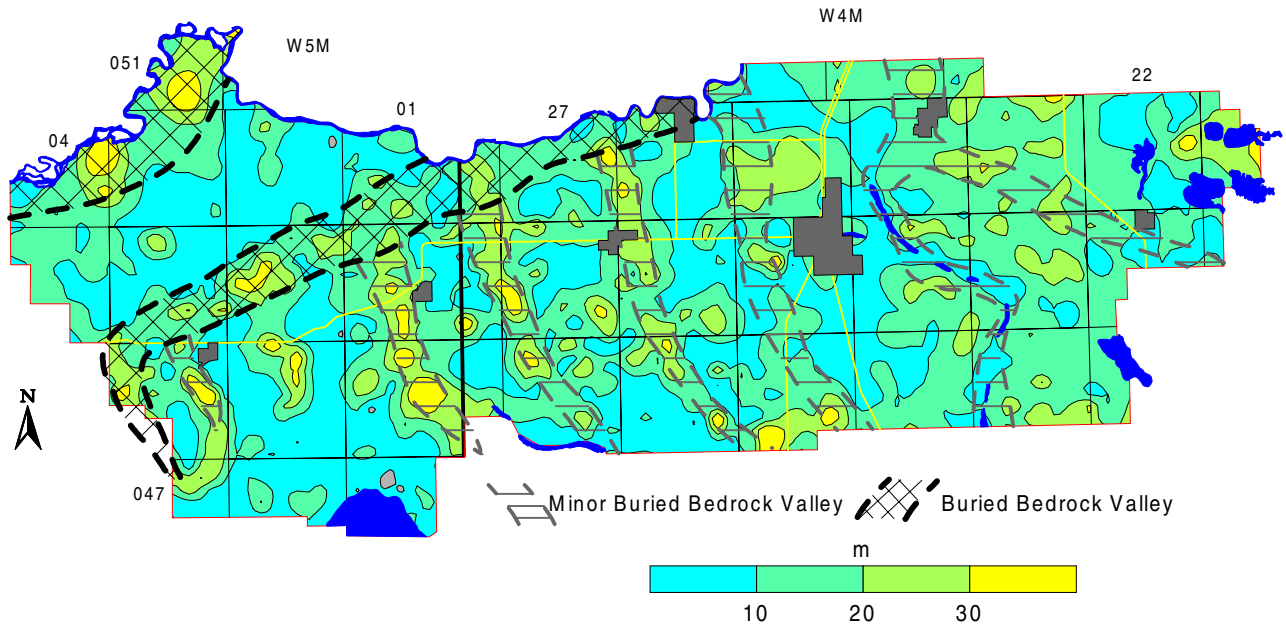 W4M
W5M
051
22
01
27
04
N
047
Minor Buried Bedrock Valley
Buried Bedrock Valley
m
10 20 30